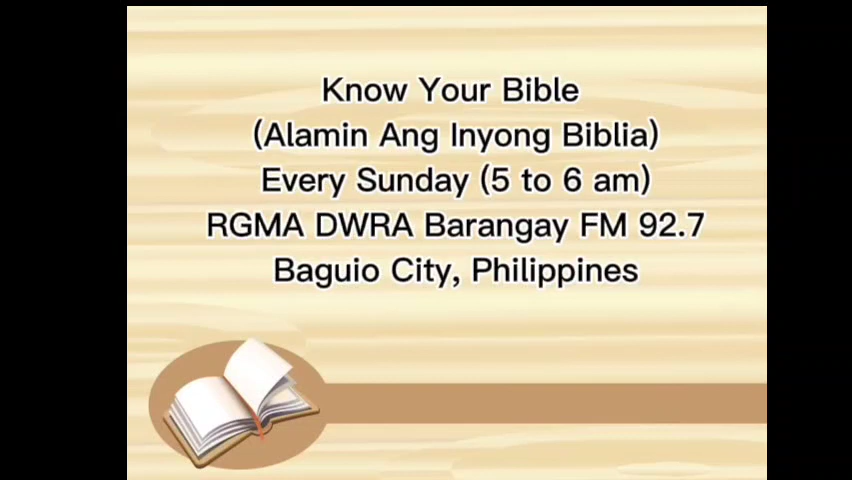 Know Your Bible
(Alamin Ang Inyong Biblia)
Every Sunday (5 to 6 am)
RGMA DWRA Barangay FM 92.7
Baguio City, Philippines